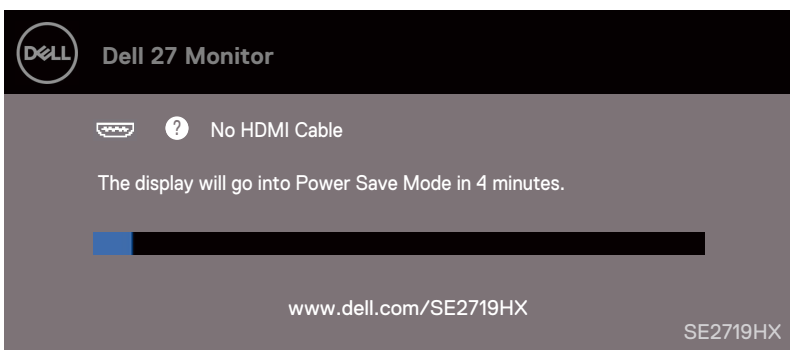 DELL
Dell 27 Monitor
? No HDMI Cable
The display will go into Power Save Mode in 4 minutes.
www.dell.com/SE2719HX
SE2719HX